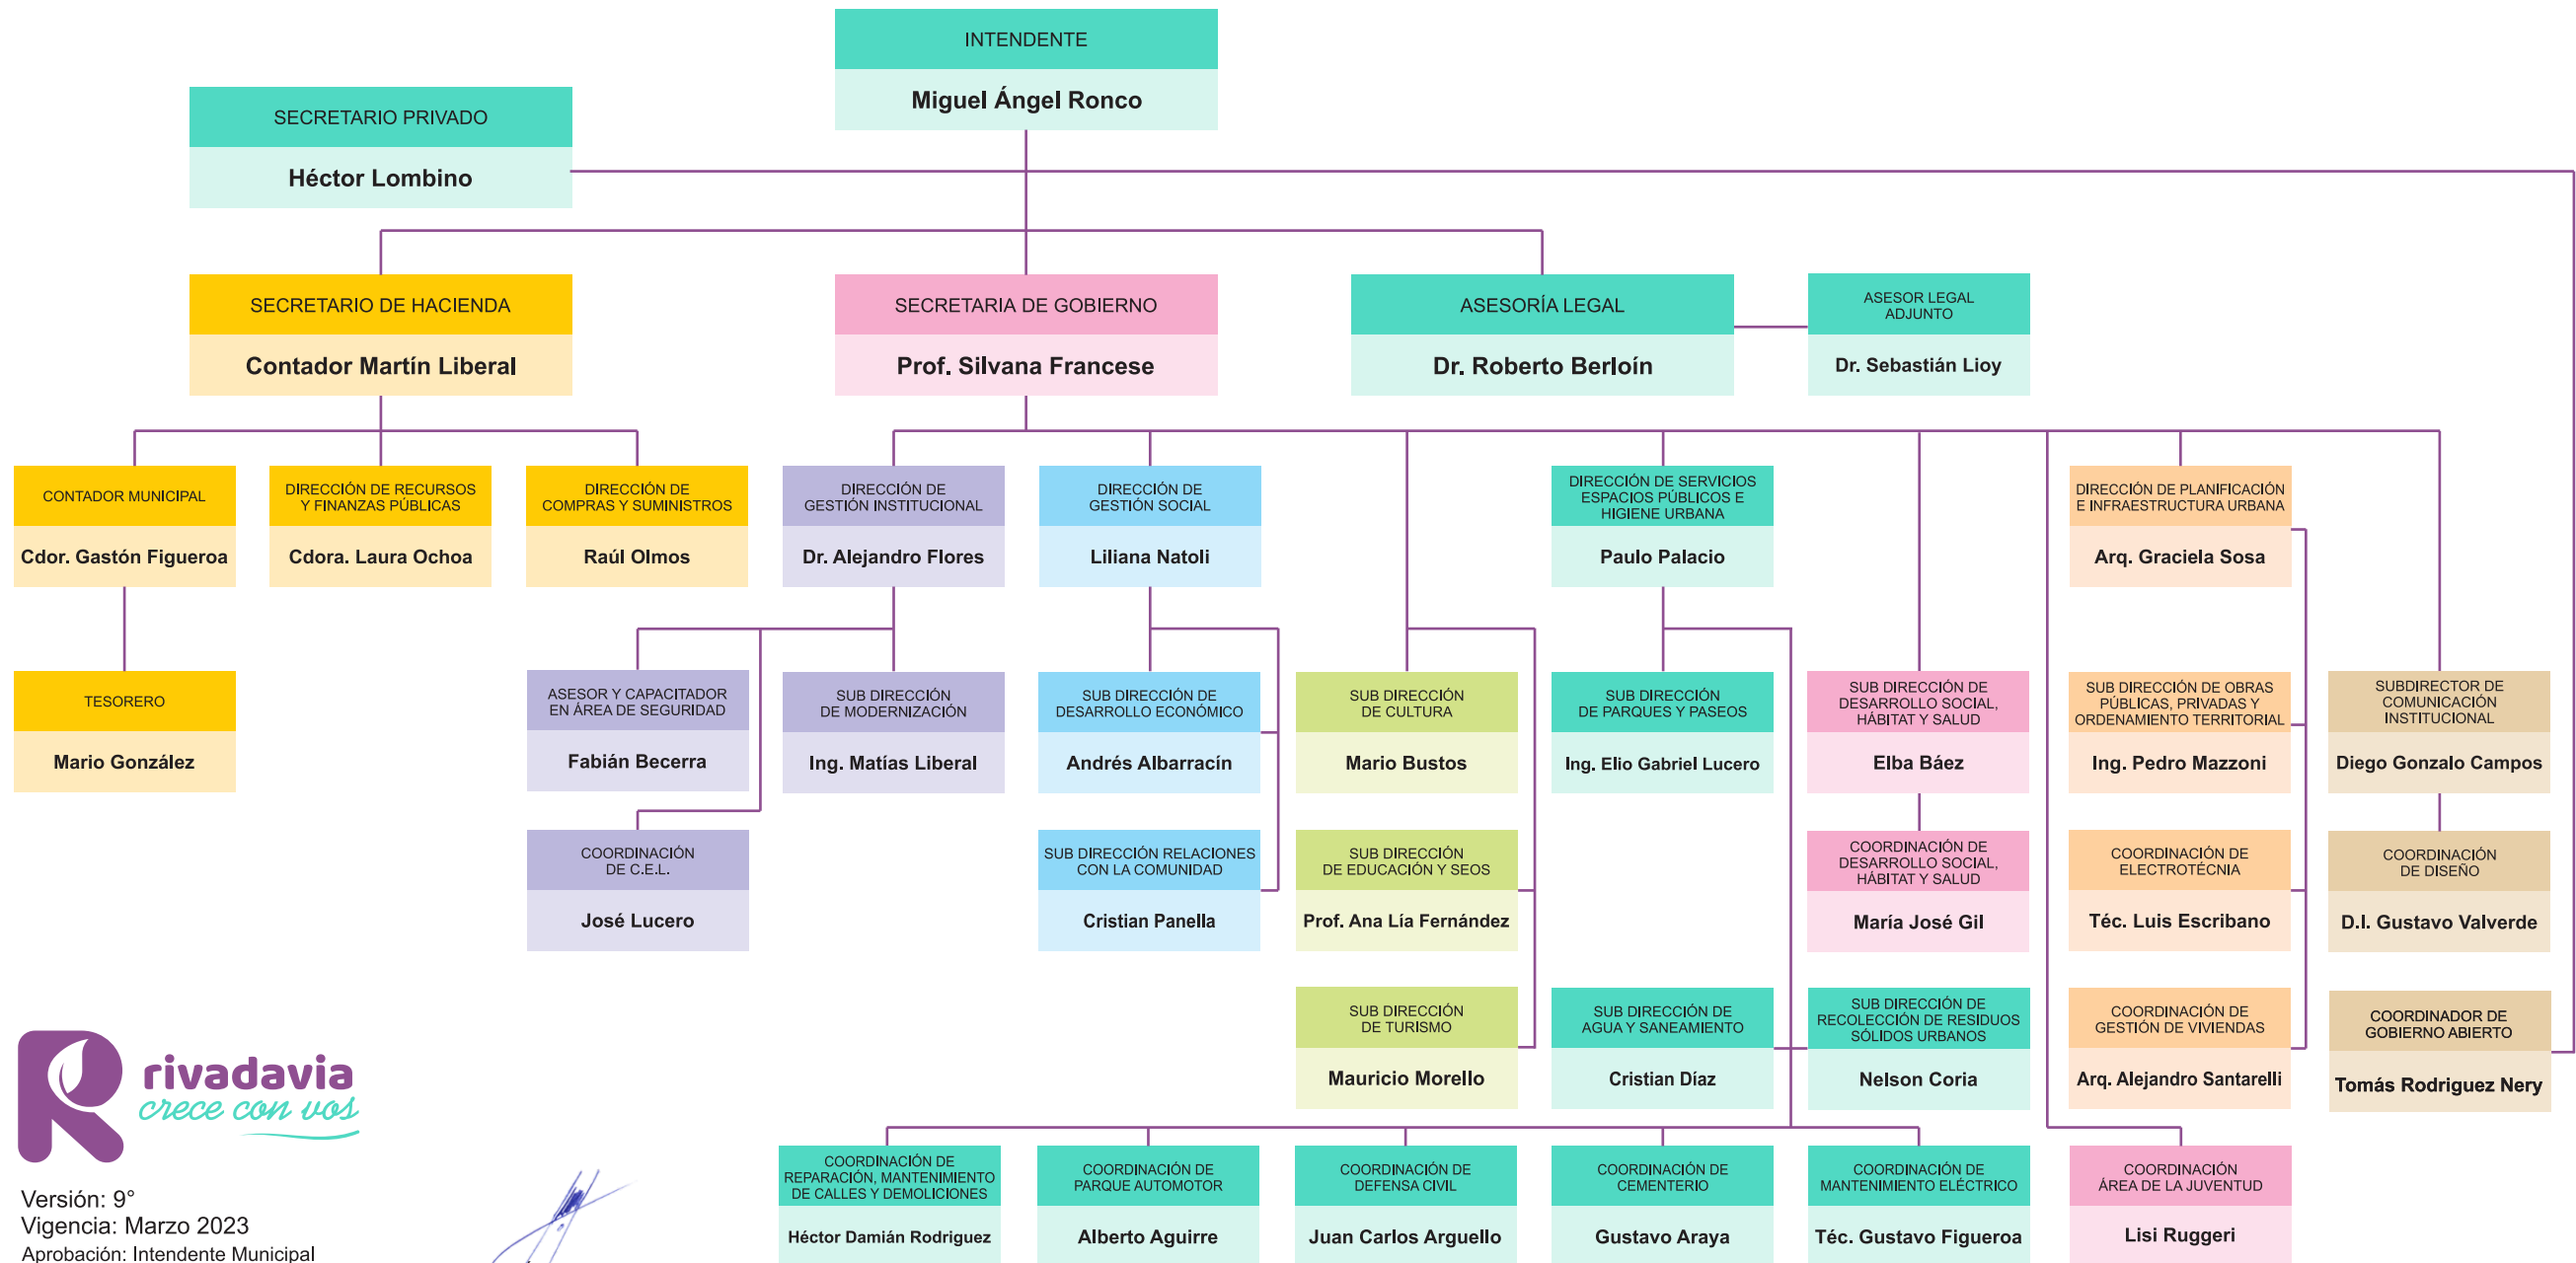 INTENDENTE
Miguel Ángel Ronco
SECRETARIO PRIVADO
Héctor Lombino
SECRETARIO DE HACIENDA
Contador Martín Liberal
SECRETARIA DE GOBIERNO
Prof. Silvana Francese
ASESORÍA LEGAL
Dr. Roberto Berloín
ASESOR LEGAL
ADJUNTO
Dr. Sebastián Lioy
CONTADOR MUNICIPAL
Cdor. Gastón Figueroa
DIRECCIÓN DE RECURSOS
Y FINANZAS PÚBLICAS
Cdora. Laura Ochoa
DIRECCIÓN DE
COMPRAS Y SUMINISTROS
Raúl Olmos
DIRECCIÓN DE
GESTIÓN INSTITUCIONAL
Dr. Alejandro Flores
DIRECCIÓN DE
GESTIÓN SOCIAL
Liliana Natoli
DIRECCIÓN DE SERVICIOS
ESPACIOS PÚBLICOS E
HIGIENE URBANA
Paulo Palacio
DIRECCIÓN DE PLANIFICACIÓN
E INFRAESTRUCTURA URBANA
Arq. Graciela Sosa
TESORERO
Mario González
ASESOR Y CAPACITADOR
EN ÁREA DE SEGURIDAD
Fabián Becerra
SUB DIRECCIÓN
DE MODERNIZACIÓN
Ing. Matías Liberal
SUB DIRECCIÓN DE
DESARROLLO ECONÓMICO
Andrés Albarracín
SUB DIRECCIÓN
DE CULTURA
Mario Bustos
SUB DIRECCIÓN
DE PARQUES Y PASEOS
Ing. Elio Gabriel Lucero
SUB DIRECCIÓN DE
DESARROLLO SOCIAL,
HÁBITAT Y SALUD
Elba Báez
SUB DIRECCIÓN DE OBRAS
PÚBLICAS, PRIVADAS Y
ORDENAMIENTO TERRITORIAL
Ing. Pedro Mazzoni
SUBDIRECTOR DE
COMUNICACIÓN
INSTITUCIONAL
Diego Gonzalo Campos
COORDINACIÓN
DE C.E.L.
José Lucero
SUB DIRECCIÓN RELACIONES
CON LA COMUNIDAD
Cristian Panella
SUB DIRECCIÓN
DE EDUCACIÓN Y SEOS
Prof. Ana Lía Fernández
COORDINACIÓN DE
DESARROLLO SOCIAL,
HÁBITAT Y SALUD
María José Gil
COORDINACIÓN DE
ELECTROTÉCNIA
Téc. Luis Escribano
COORDINACIÓN
DE DISEÑO
D.I. Gustavo Valverde
SUB DIRECCIÓN
DE TURISMO
Mauricio Morello
SUB DIRECCIÓN DE
AGUA Y SANEAMIENTO
Cristian Díaz
SUB DIRECCIÓN DE
RECOLECCIÓN DE RESIDUOS
SÓLIDOS URBANOS
Nelson Coria
COORDINACIÓN DE
GESTIÓN DE VIVIENDAS
Arq. Alejandro Santarelli
COORDINADOR DE
GOBIERNO ABIERTO
Tomás Rodriguez Nery
COORDINACIÓN DE
REPARACIÓN, MANTENIMIENTO
DE CALLES Y DEMOLICIONES
Héctor Damián Rodriguez
COORDINACIÓN DE
PARQUE AUTOMOTOR
Alberto Aguirre
COORDINACIÓN DE
DEFENSA CIVIL
Juan Carlos Arguello
COORDINACIÓN DE
CEMENTERIO
Gustavo Araya
COORDINACIÓN DE
MANTENIMIENTO ELÉCTRICO
Téc. Gustavo Figueroa
COORDINACIÓN
ÁREA DE LA JUVENTUD
Lisi Ruggeri
rivadavia
crece con vos
Versión: 9°
Vigencia: Marzo 2023
Aprobación: Intendente Municipal